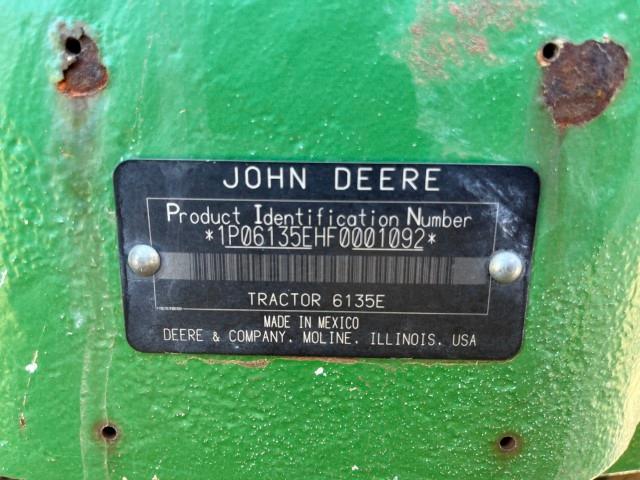 JOHN DEERE
Product Identification Number
*1P06135EHF0001092*
TRACTOR 6135E
MADE IN MEXICO
DEERE & COMPANY. MOLINE. ILLINOIS. USA